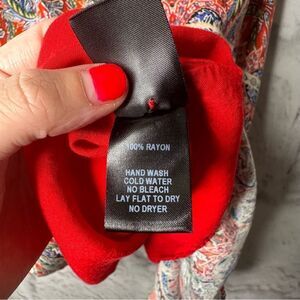 100% RAYON
HAND WASH
COLD WATER
NO BLEACH
LAY FLAT TO DRY
NO DRYER